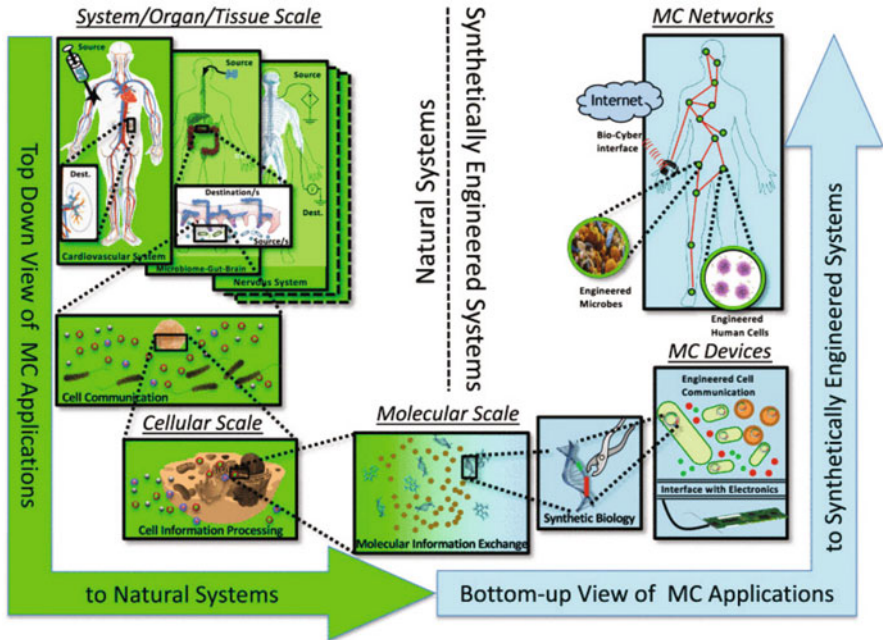 System/Organ/Tissue Scale
Source
Dest.
Cardiovascular System
Source
Destination/s
Source/s
Microbiome-Gut-Brain
Source
Dest.
Nervous System
Cell Communication
Cellular Scale
Cell Information Processing
Top Down View of MC Applications
to Natural Systems
Natural Systems
Synthetically Engineered Systems
Molecular Scale
Molecular Information Exchange
Synthetic Biology
MC Networks
Internet
Bio-Cyber
interface
Engineered
Microbes
Engineered
Human Cells
MC Devices
Engineered Cell
Communication
Interface with Electronics
Bottom-up View of MC Applications
to Synthetically Engineered Systems